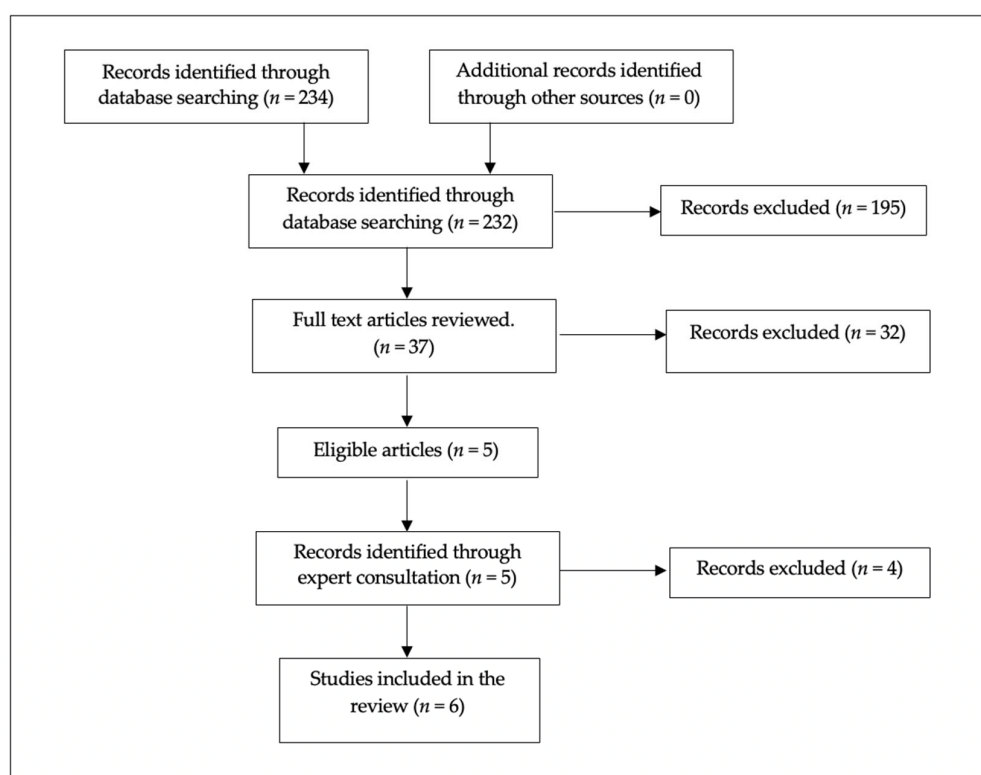 Records identified through
database searching (n = 234)
Additional records identified
through other sources (n = 0)
Records identified through
database searching (n = 232)
Records excluded (n = 195)
Full text articles reviewed.
(n = 37)
Records excluded (n = 32)
Eligible articles (n = 5)
Records identified through
expert consultation (n = 5)
Records excluded (n = 4)
Studies included in the
review (n = 6)